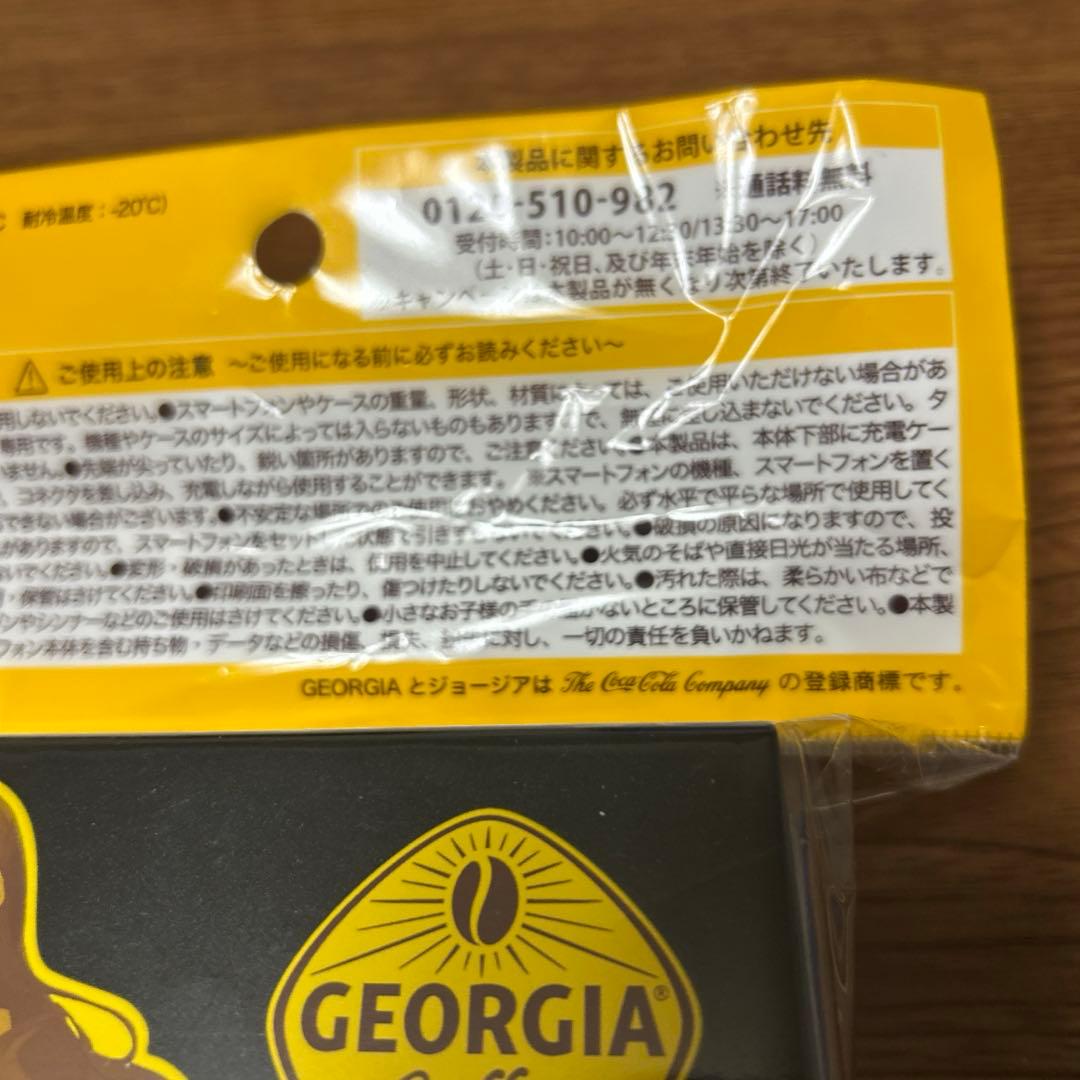 ℃ 耐冷温度：-20℃)
本製品に関するお問い合わせ先
0120-510-982 ※通話料無料
受付時間：10:00～12:30/13:30～17:00
（土・日・祝日、及び年末年始を除く）
※キャンペーンは本製品が無くなり次第終了いたします。
ご使用上の注意 ～ご使用になる前に必ずお読みください～
用しないでください。●スマートフォンやケースの重量、形状、材質によっては、ご使用いただけない場合があ
専用です。機種やケースのサイズによっては入らないものもありますので、無理に差し込まないでください。タ
いません。●先端が尖っていたり、鋭い箇所がありますので、ご注意ください。●本製品は、本体下部に充電ケー
、コネクタを差し込み、充電しながら使用することができます。 ※スマートフォンの機種、スマートフォンを置く
できない場合がございます。●不安定な場所でのご使用はおやめください。必ず水平で平らな場所で使用してく
がありますので、スマートフォンをセットした状態で引きずらないでください。●破損の原因になりますので、投
ないでください。●変形・破損があったときは、使用を中止してください。●火気のそばや直接日光が当たる場所、
・保管はさけてください。●印刷面を擦ったり、傷つけたりしないでください。●汚れた際は、柔らかい布などで
ンやシンナーなどのご使用はさけてください。●小さなお子様の手の届かないところに保管してください。●本製
フォン本体を含む持ち物・データなどの損傷、損失、紛失に対し、一切の責任を負いかねます。
GEORGIA とジョージアは The Coca-Cola Company の登録商標です。
GEORGIA®